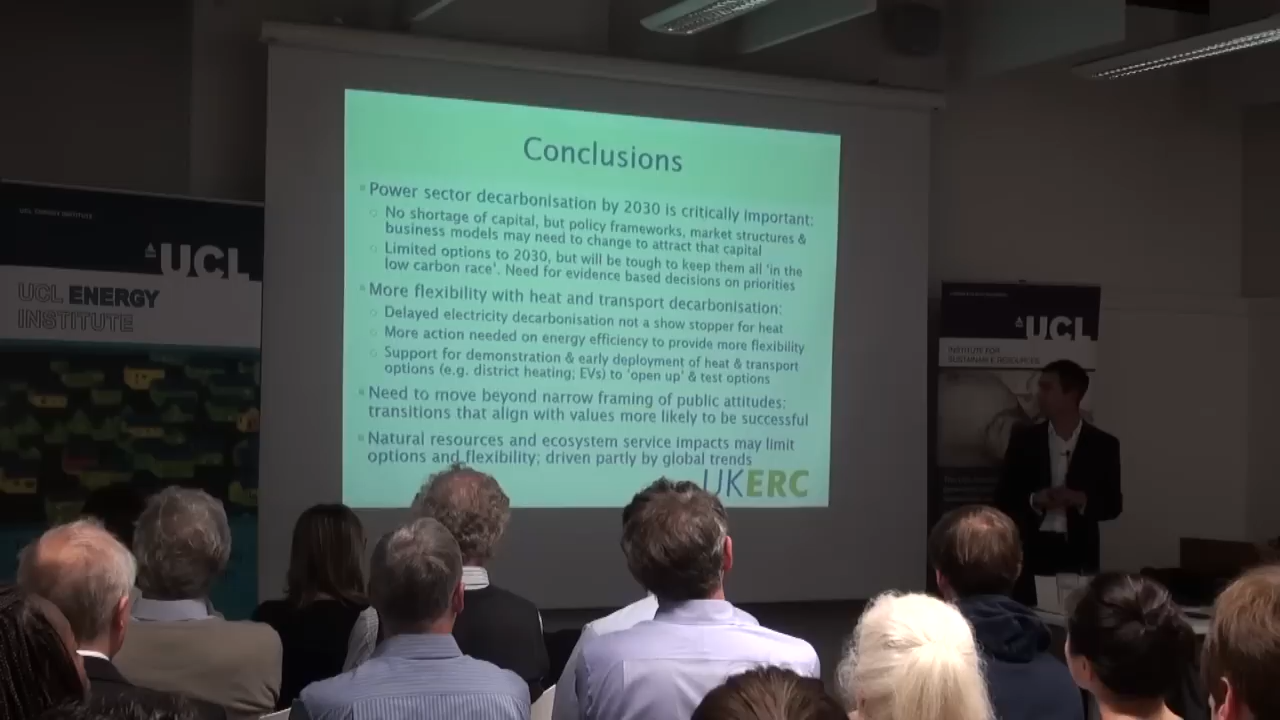 Conclusions
Power sector decarbonisation by 2030 is critically important:
No shortage of capital, but policy frameworks, market structures &
business models may need to change to attract that capital
Limited options to 2030, but will be tough to keep them all 'in the
low carbon race'. Need for evidence based decisions on priorities
More flexibility with heat and transport decarbonisation:
Delayed electricity decarbonisation not a show stopper for heat
More action needed on energy efficiency to provide more flexibility
Support for demonstration & early deployment of heat & transport
options (e.g. district heating; EVs) to 'open up' & test options
Need to move beyond narrow framing of public attitudes:
transitions that align with values more likely to be successful
Natural resources and ecosystem service impacts may limit
options and flexibility; driven partly by global trends
UKERC
UCL ENERGY INSTITUTE
UCL
UCL ENERGY
INSTITUTE
UCL
INSTITUTE FOR
SUSTAINABLE RESOURCES